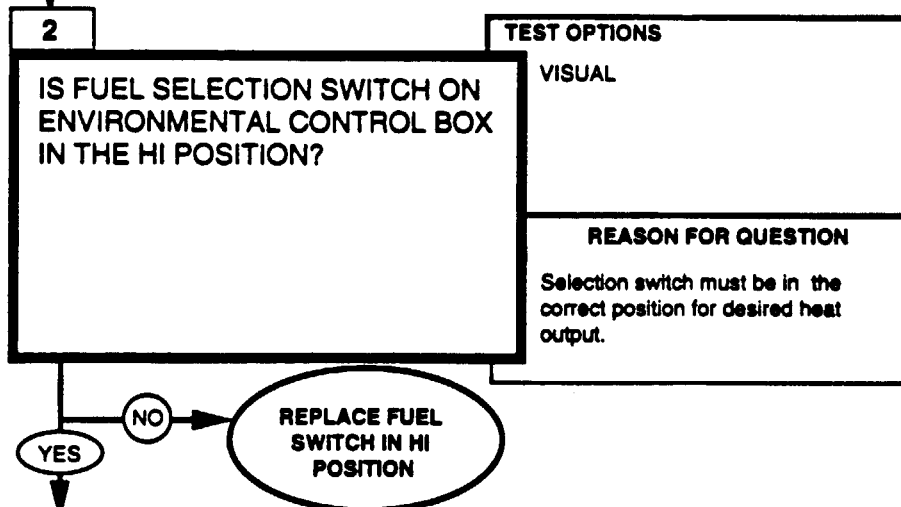 2
IS FUEL SELECTION SWITCH ON
ENVIRONMENTAL CONTROL BOX
IN THE HI POSITION?
TEST OPTIONS
VISUAL
REASON FOR QUESTION
Selection switch must be in the
correct position for desired heat
output.
NO
REPLACE FUEL
SWITCH IN HI
POSITION
YES